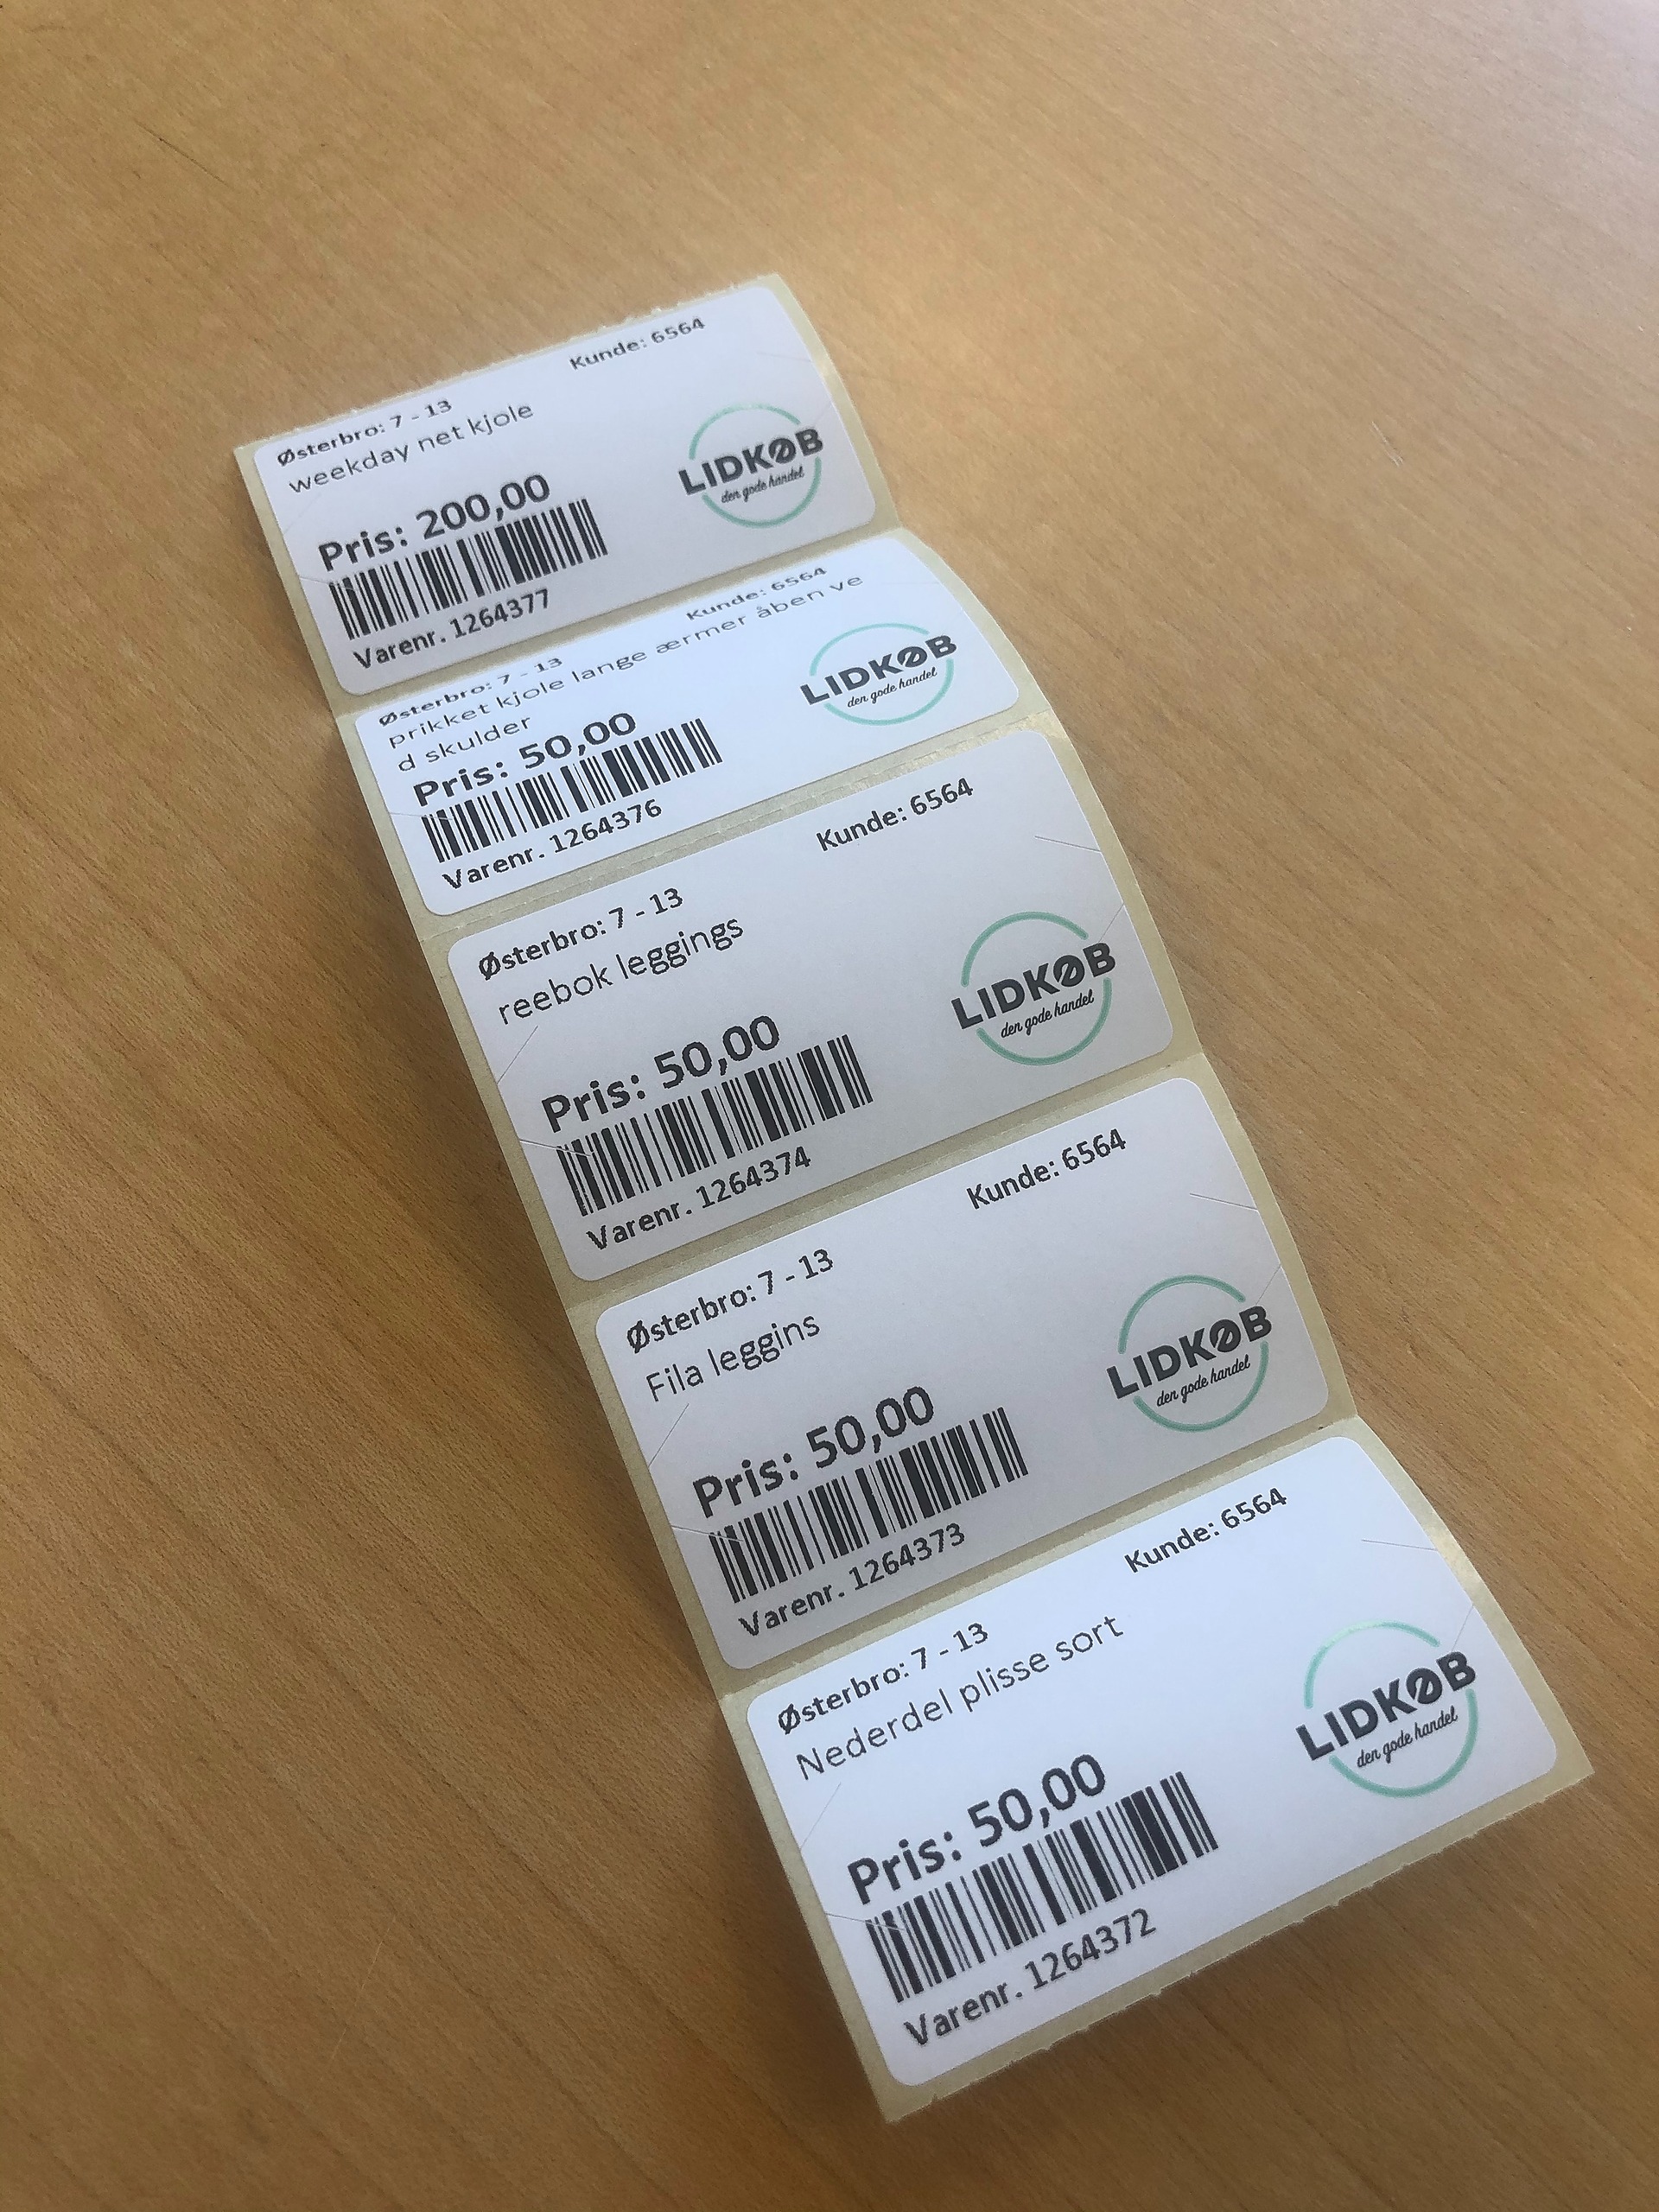 Kunde: 6564
Østerbro: 7 - 13
weekday net kjole
Pris: 200,00
Varenr. 1264377
LIDKØB
den gode handel
Kunde: 6564
Østerbro: 7 - 13
prikket kjole lange ærmer åben ve
d skulder
Pris: 50,00
Varenr. 1264376
LIDKØB
den gode handel
Kunde: 6564
Østerbro: 7 - 13
reebok leggings
Pris: 50,00
Varenr. 1264374
LIDKØB
den gode handel
Kunde: 6564
Østerbro: 7 - 13
Fila leggins
Pris: 50,00
Varenr. 1264373
LIDKØB
den gode handel
Kunde: 6564
Østerbro: 7 - 13
Nederdel plisse sort
Pris: 50,00
Varenr. 1264372
LIDKØB
den gode handel